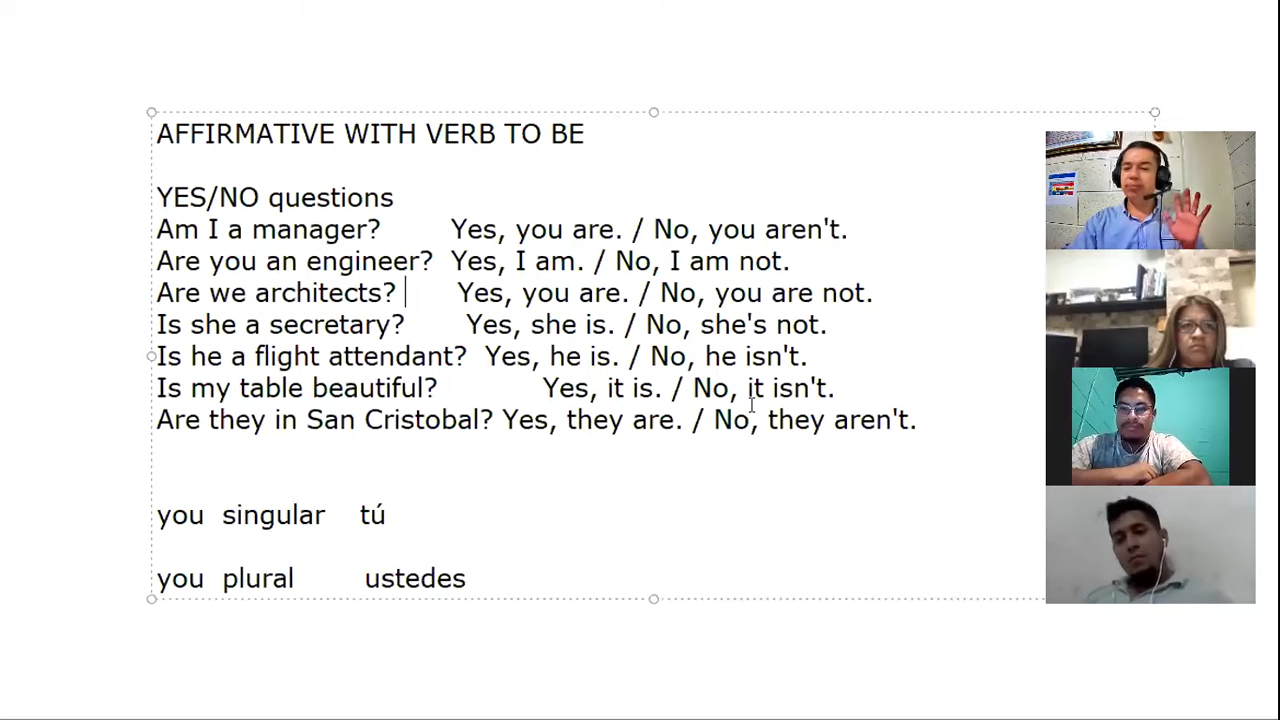 AFFIRMATIVE WITH VERB TO BE
YES/NO questions
Am I a manager? Yes, you are. / No, you aren't.
Are you an engineer? Yes, I am. / No, I am not.
Are we architects? Yes, you are. / No, you are not.
Is she a secretary? Yes, she is. / No, she's not.
Is he a flight attendant? Yes, he is. / No, he isn't.
Is my table beautiful? Yes, it is. / No, it isn't.
Are they in San Cristobal? Yes, they are. / No, they aren't.
you singular tú
you plural ustedes